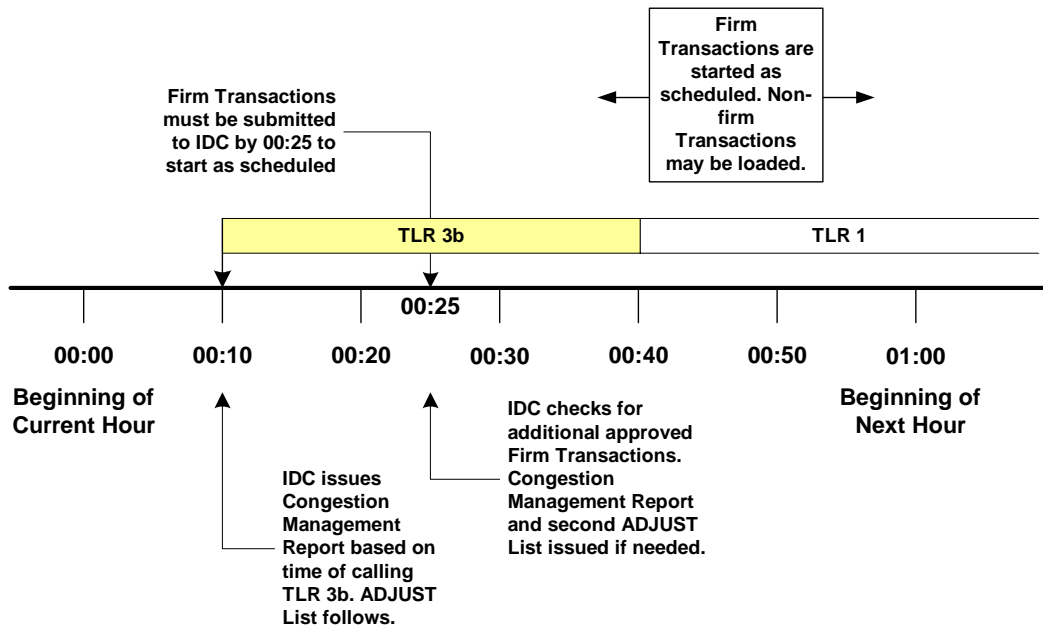 Firm
Transactions are
started as
scheduled. Non-
firm
Transactions
may be loaded.
Firm Transactions
must be submitted
to IDC by 00:25 to
start as scheduled
TLR 3b
TLR 1
00:25
00:00
00:10
00:20
00:30
00:40
00:50
01:00
Beginning of
Current Hour
Beginning of
Next Hour
IDC issues
Congestion
Management
Report based on
time of calling
TLR 3b. ADJUST
List follows.
IDC checks for
additional approved
Firm Transactions.
Congestion
Management Report
and second ADJUST
List issued if needed.